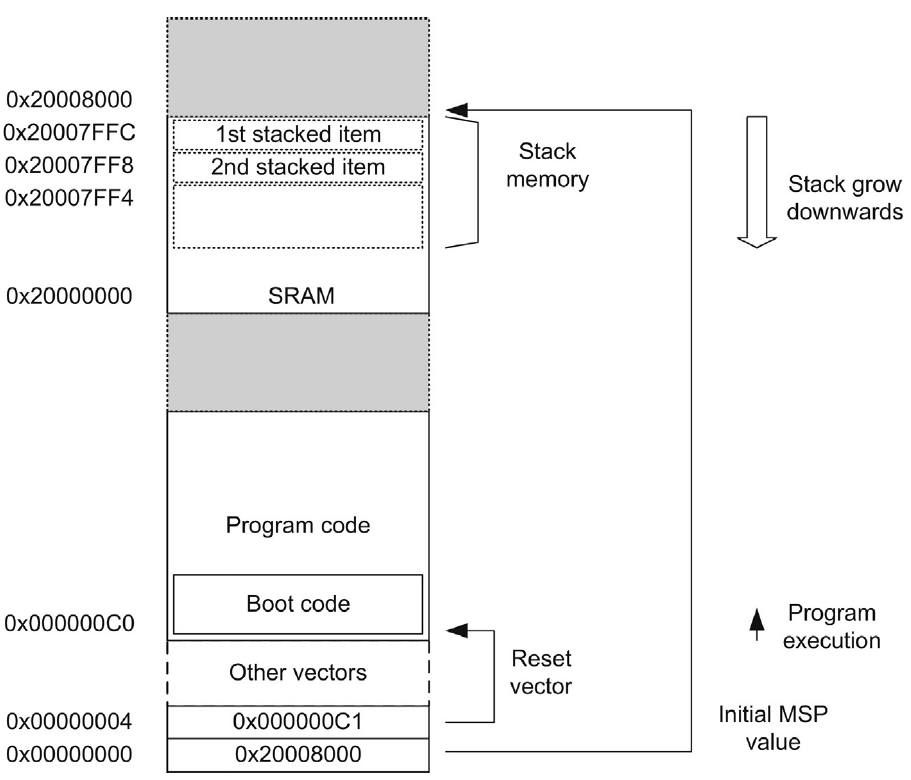 0x20008000
0x20007FFC
1st stacked item
0x20007FF8
2nd stacked item
0x20007FF4
Stack
memory
Stack grow
downwards
0x20000000
SRAM
Program code
Boot code
0x000000C0
Program
execution
Other vectors
Reset
vector
0x00000004
0x000000C1
Initial MSP
value
0x00000000
0x20008000